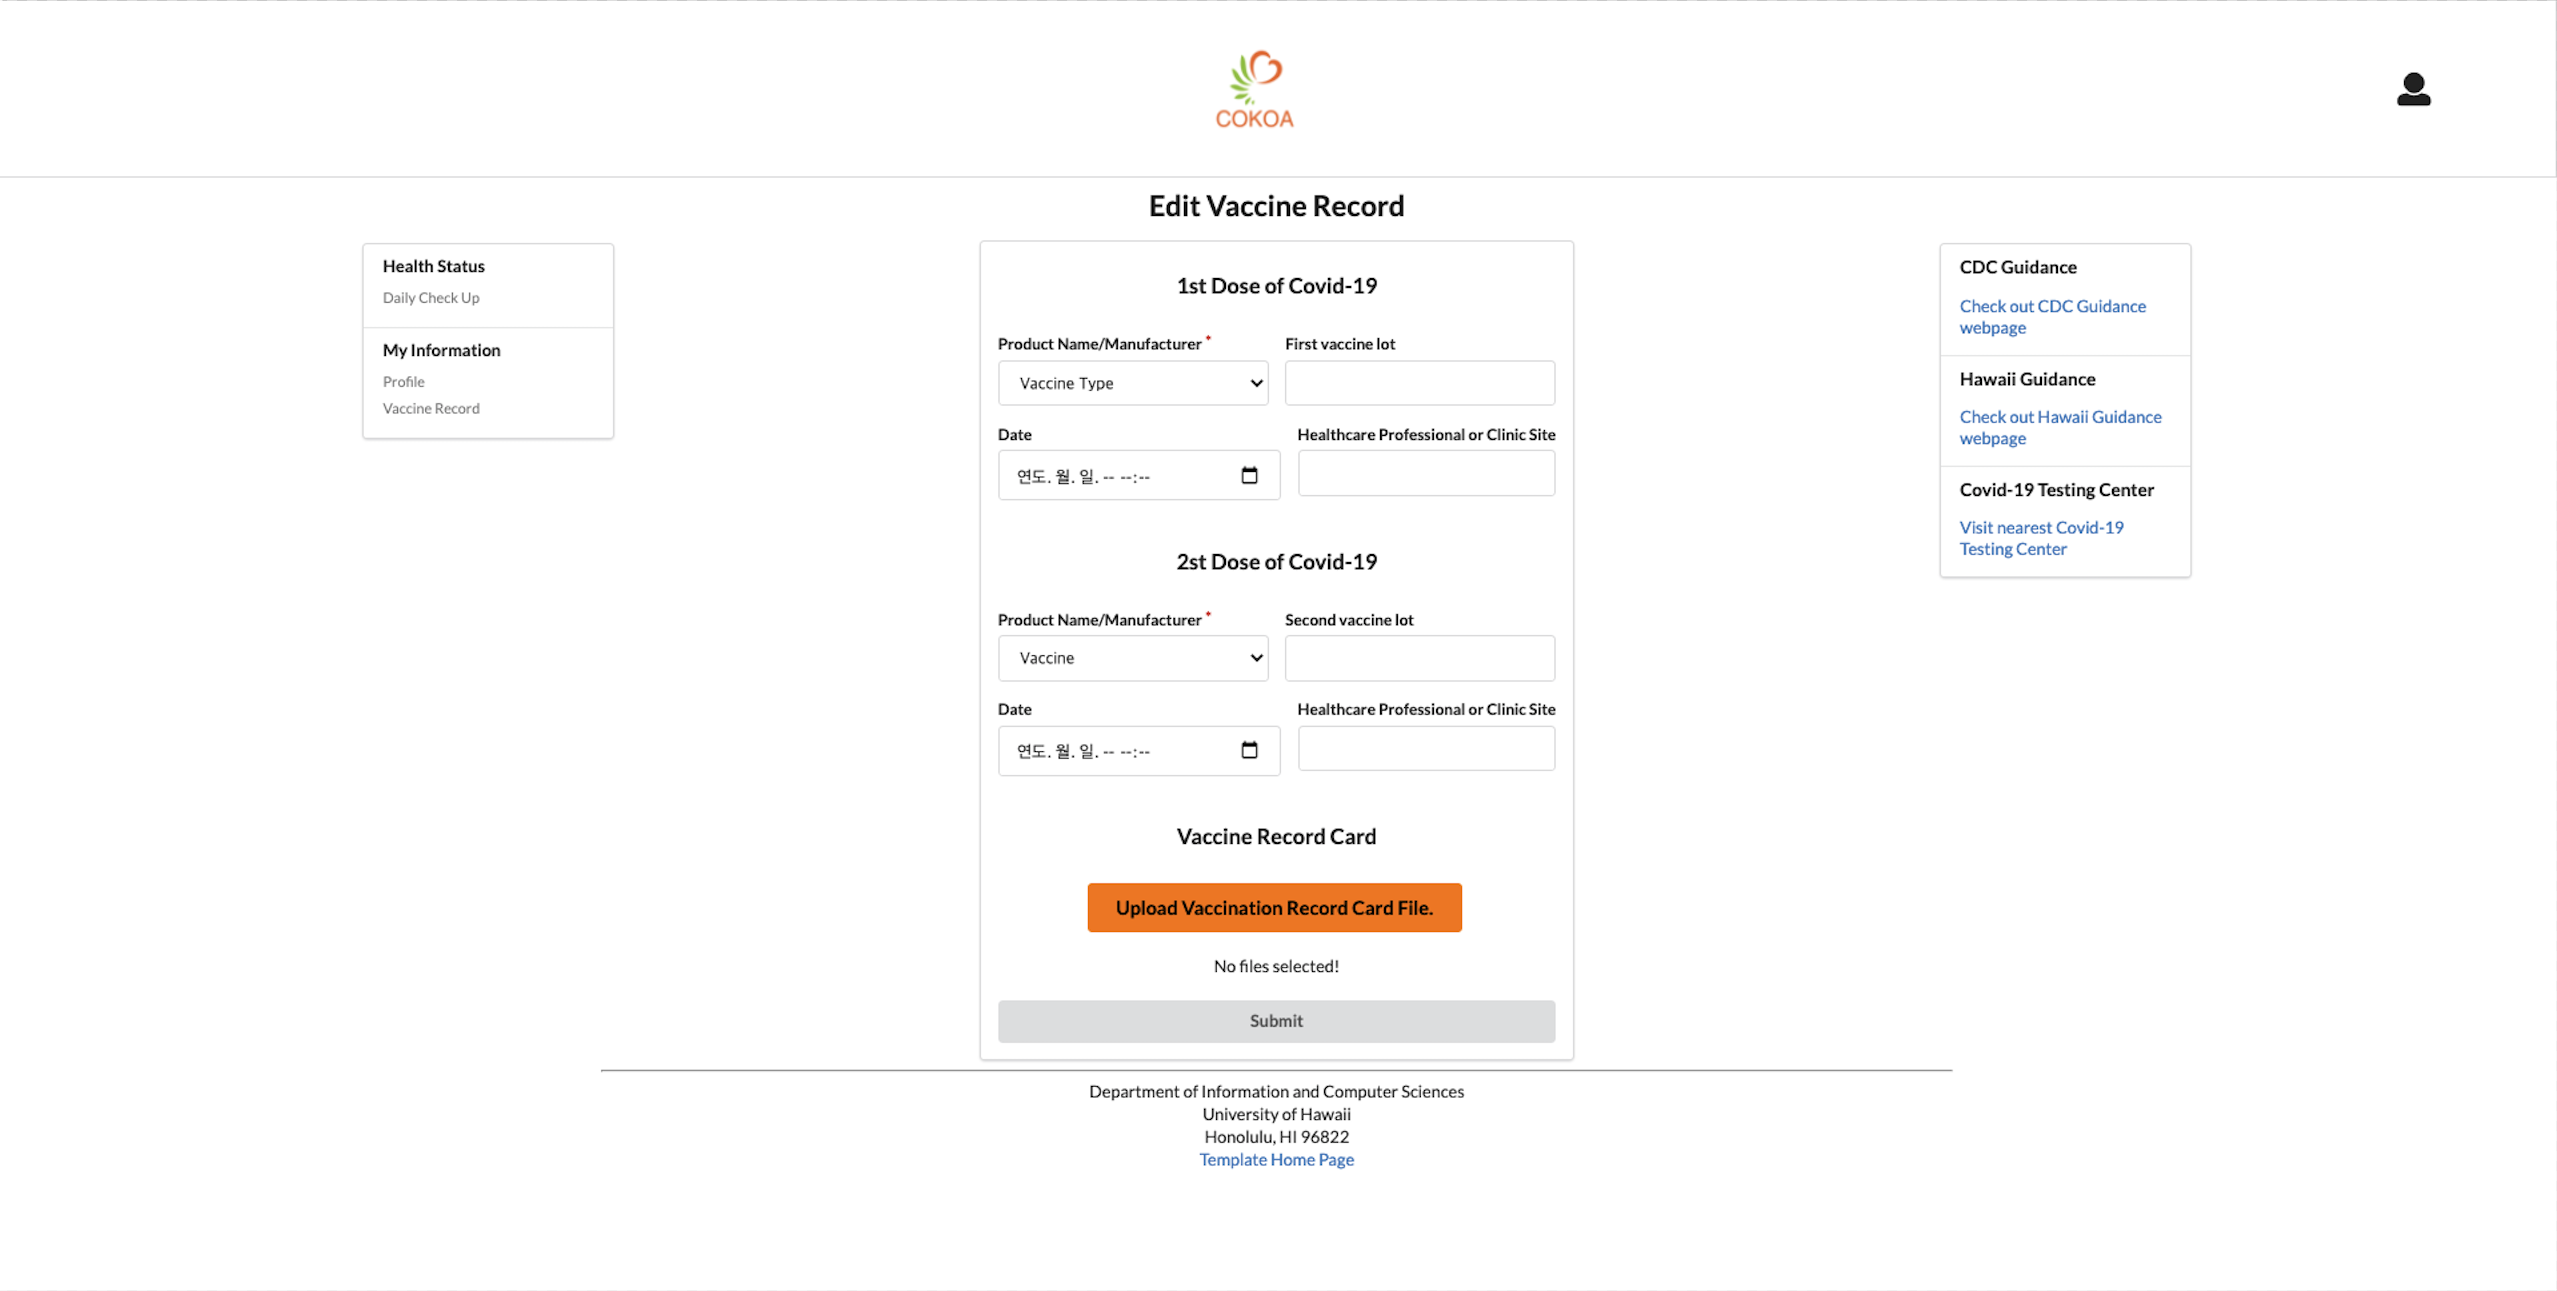 COKOA
Edit Vaccine Record
Health Status
Daily Check Up
My Information
Profile
Vaccine Record
1st Dose of Covid-19
Product Name/Manufacturer *
First vaccine lot
Vaccine Type
Date
Healthcare Professional or Clinic Site
연도. 월. 일. -- --:--
2st Dose of Covid-19
Product Name/Manufacturer *
Second vaccine lot
Vaccine
Date
Healthcare Professional or Clinic Site
연도. 월. 일. -- --:--
Vaccine Record Card
Upload Vaccination Record Card File.
No files selected!
Submit
CDC Guidance
Check out CDC Guidance
webpage
Hawaii Guidance
Check out Hawaii Guidance
webpage
Covid-19 Testing Center
Visit nearest Covid-19
Testing Center
Department of Information and Computer Sciences
University of Hawaii
Honolulu, HI 96822
Template Home Page